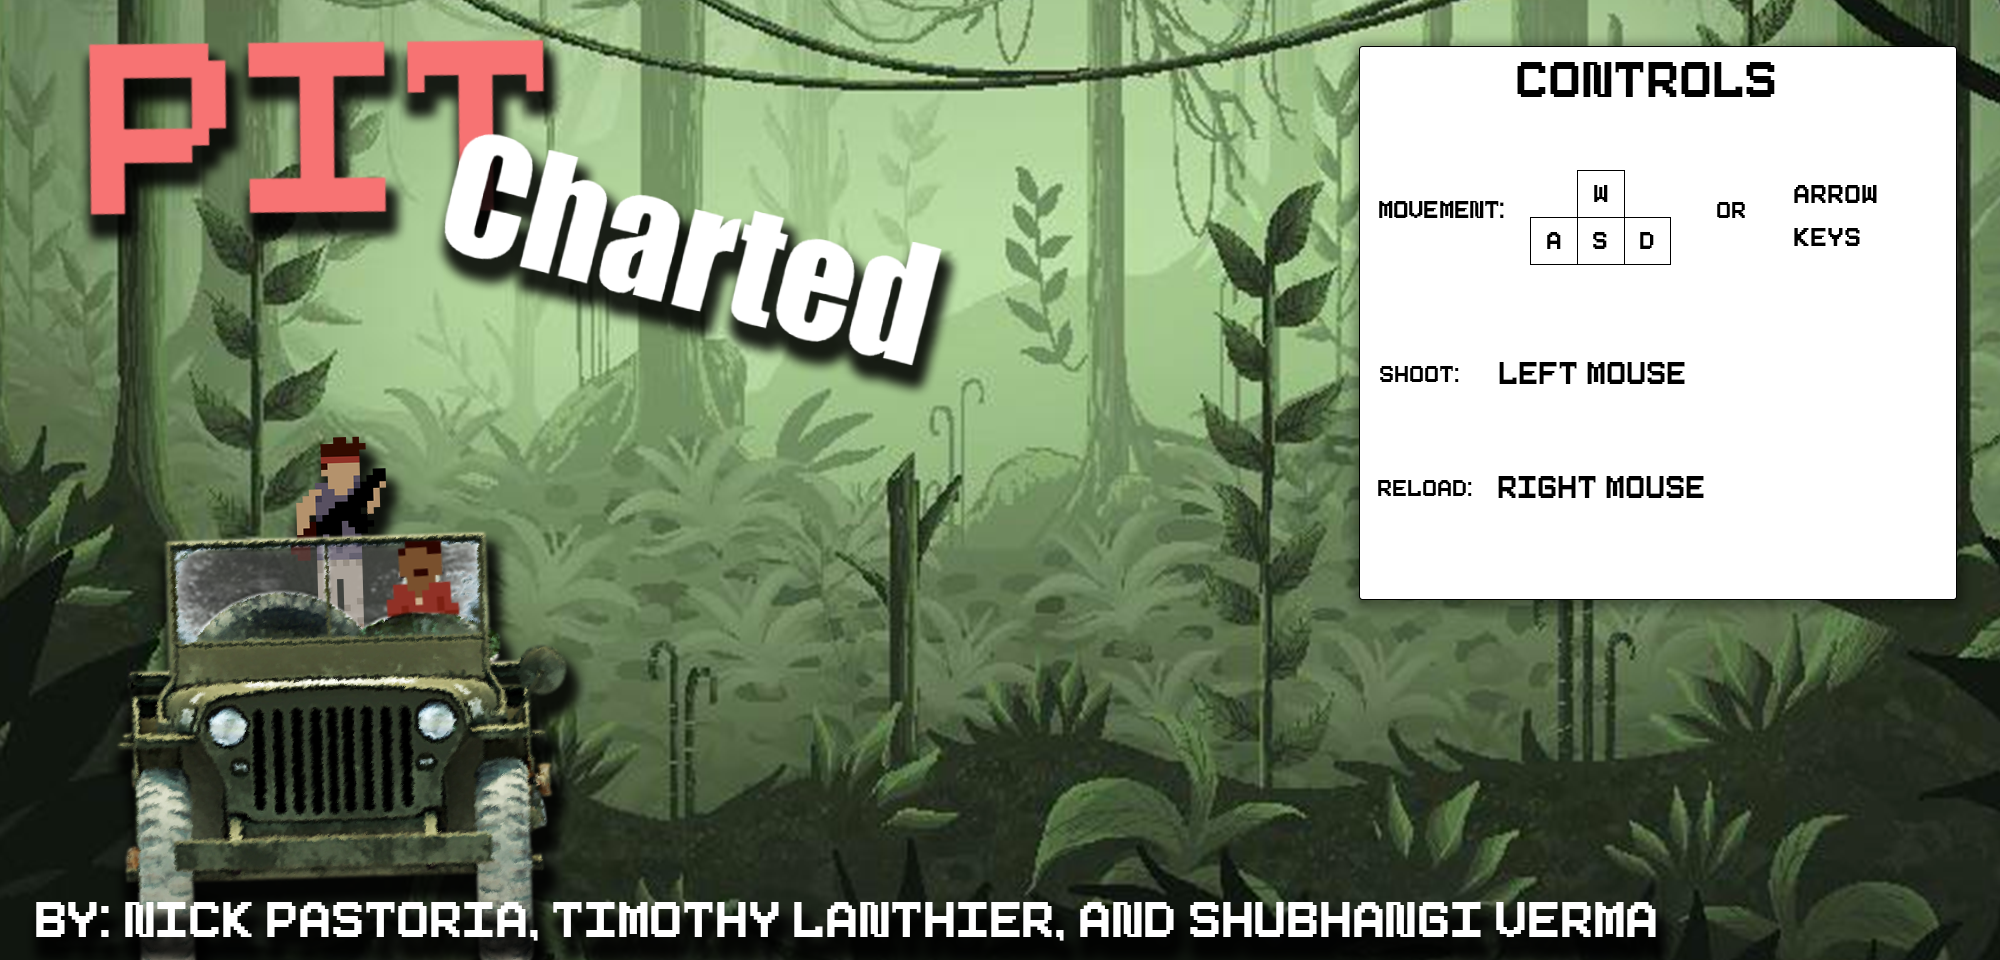 PIT
Charted
CONTROLS
MOVEMENT: W A S D OR ARROW KEYS
SHOOT: LEFT MOUSE
RELOAD: RIGHT MOUSE
BY: NICK PASTORIA, TIMOTHY LANTHIER, AND SHUBHANGI VERMA